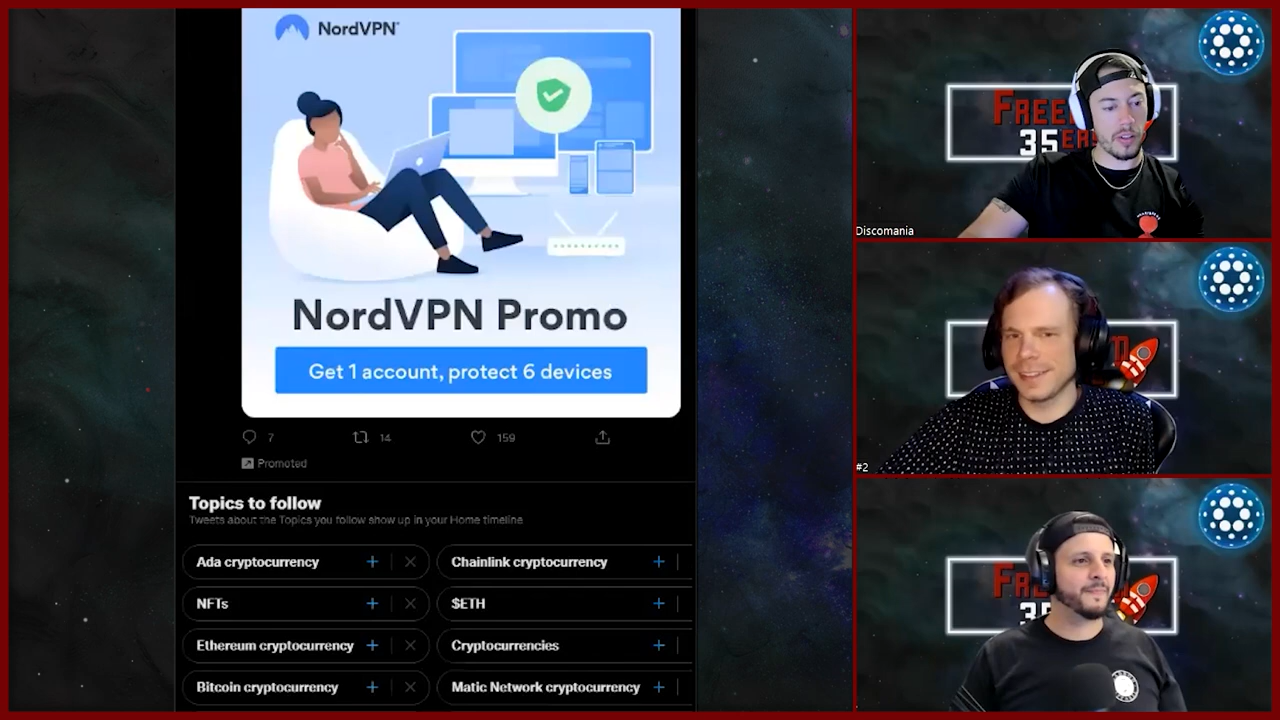 NordVPN
NordVPN Promo
Get 1 account, protect 6 devices
7
14
159
Promoted
Topics to follow
Tweets about the Topics you follow show up in your Home timeline
Ada cryptocurrency
Chainlink cryptocurrency
NFTs
$ETH
Ethereum cryptocurrency
Cryptocurrencies
Bitcoin cryptocurrency
Matic Network cryptocurrency
35
Discomania
#2